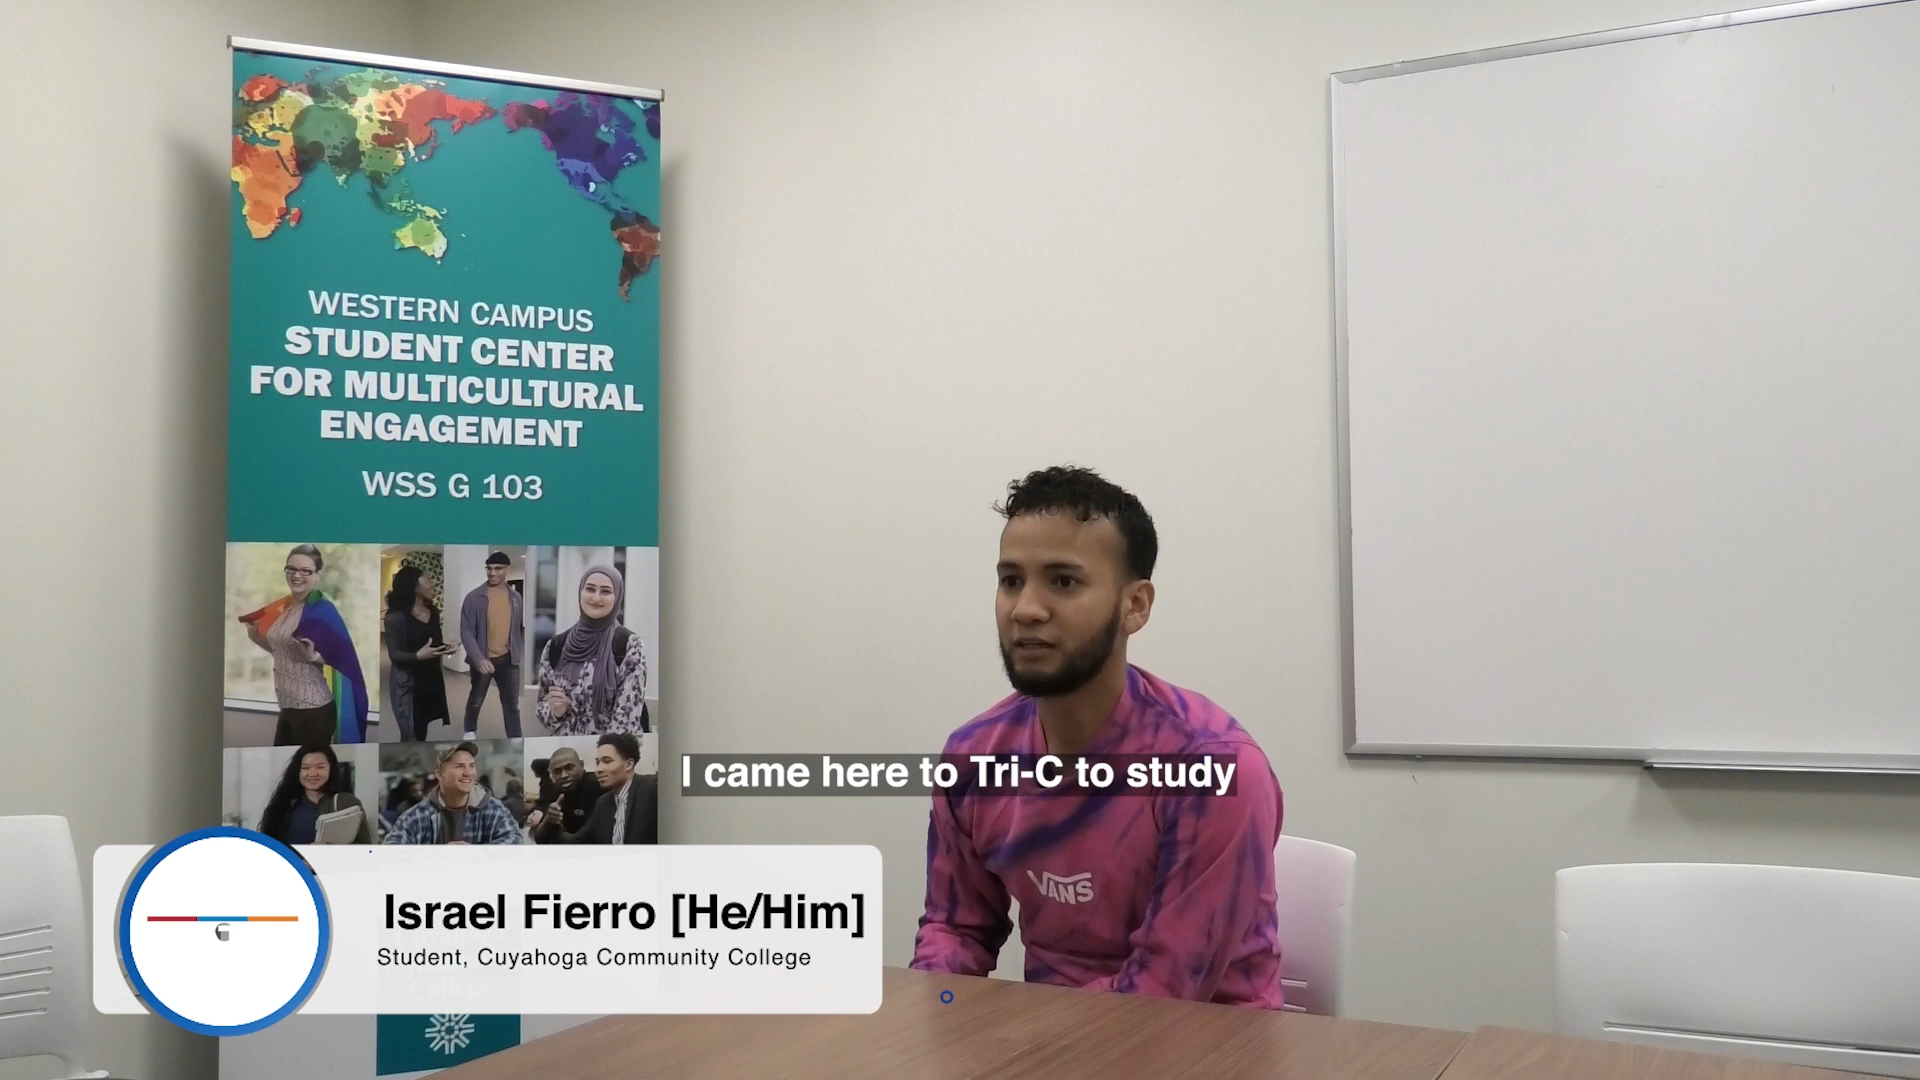 WESTERN CAMPUS
STUDENT CENTER
FOR MULTICULTURAL
ENGAGEMENT
WSS G 103
I came here to Tri-C to study
VANS
Israel Fierro [He/Him]
Student, Cuyahoga Community College
College